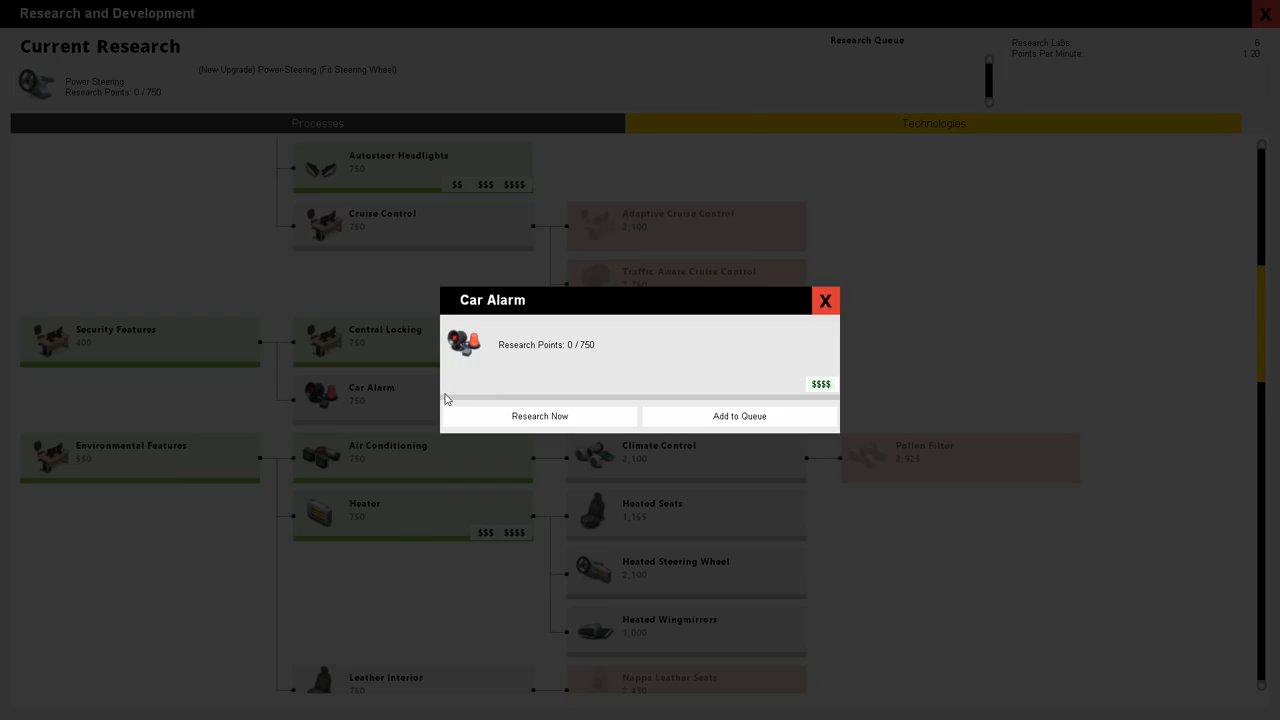 Research and Development
X
Current Research
Research Queue
Research Labs: 6
Points Per Minute 1.20
(New Upgrade) Power-Steering (Fit Steering Wheel)
Power Steering
Research Points: 0 / 750
Processes
Technologies
Autosteer Headlights
750
$$ $$$ $$$$
Cruise Control
750
Adaptive Cruise Control
2,100
Traffic-Aware Cruise Control
Car Alarm
X
Research Points: 0 / 750
$$$$
Research Now
Add to Queue
Security Features
400
Central Locking
750
Car Alarm
750
Environmental Features
550
Air Conditioning
750
Climate Control
2,100
Pollen Filter
2,925
Heater
750
$$$ $$$$
Heated Seats
Heated Steering Wheel
2,100
Heated Wingmirrors
1,000
Leather Interior
750
Nappa Leather Seats